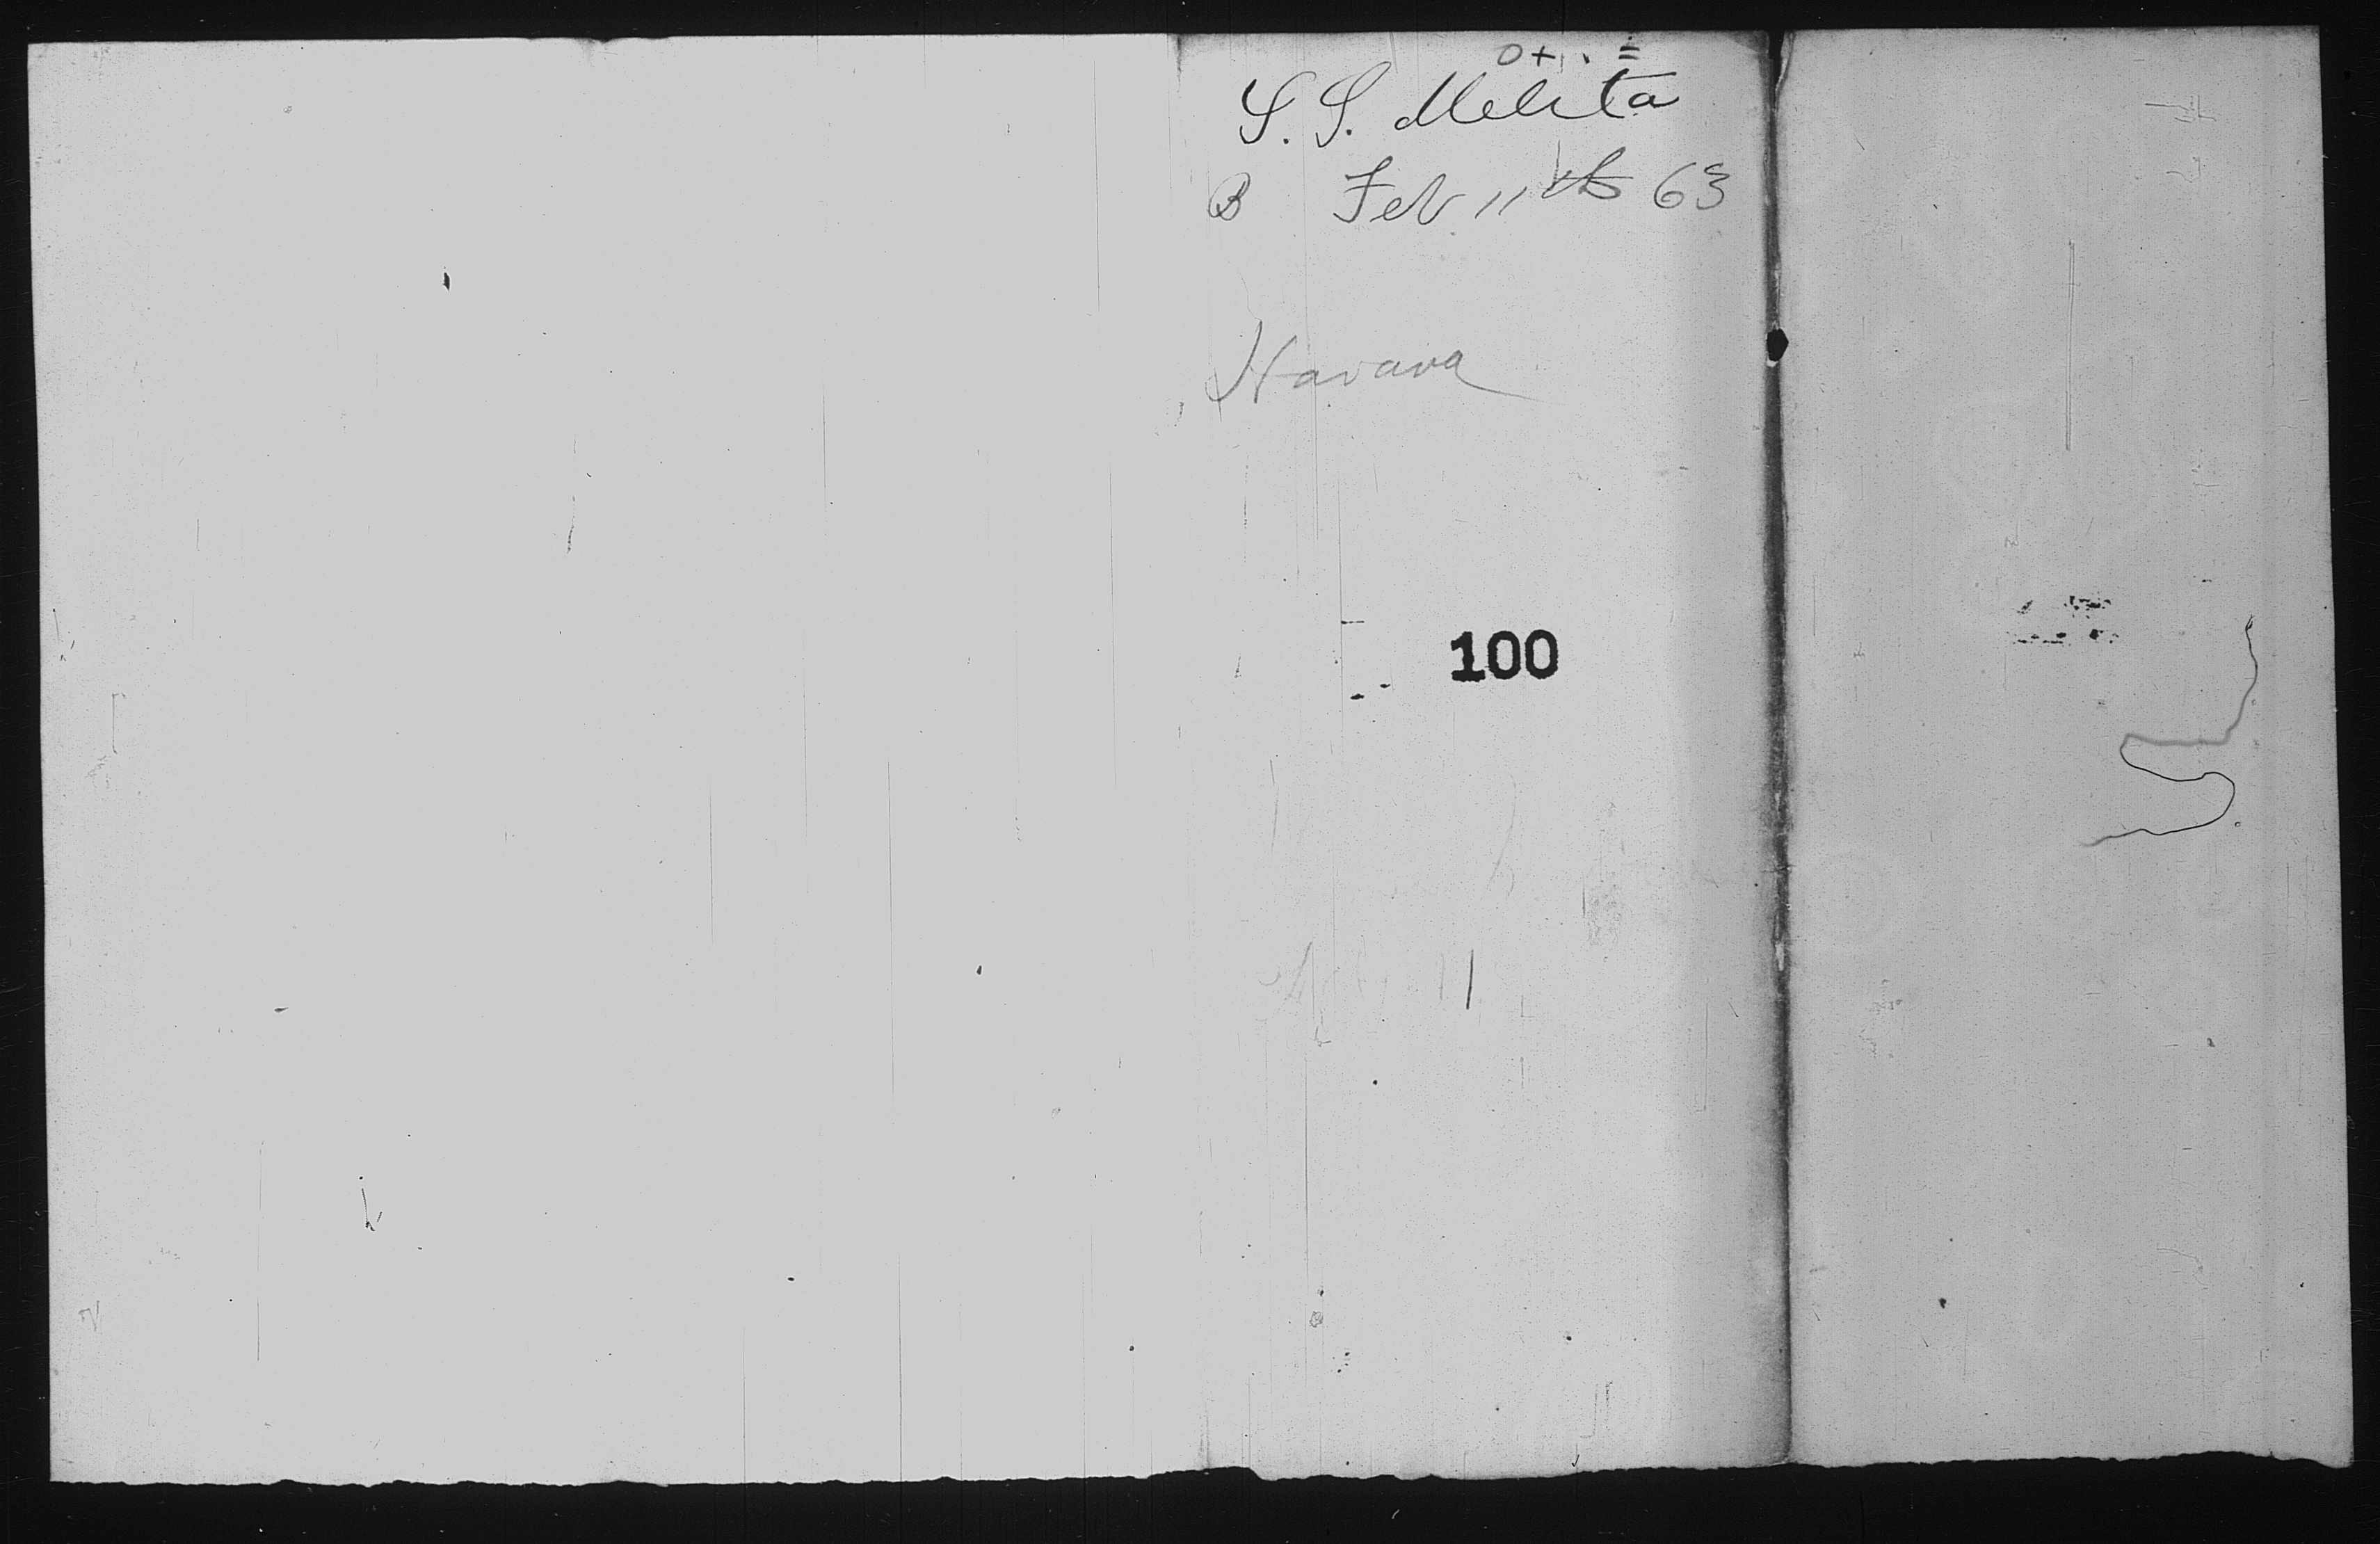 S. S. Melita
B Feb 11th 63
Havana
100